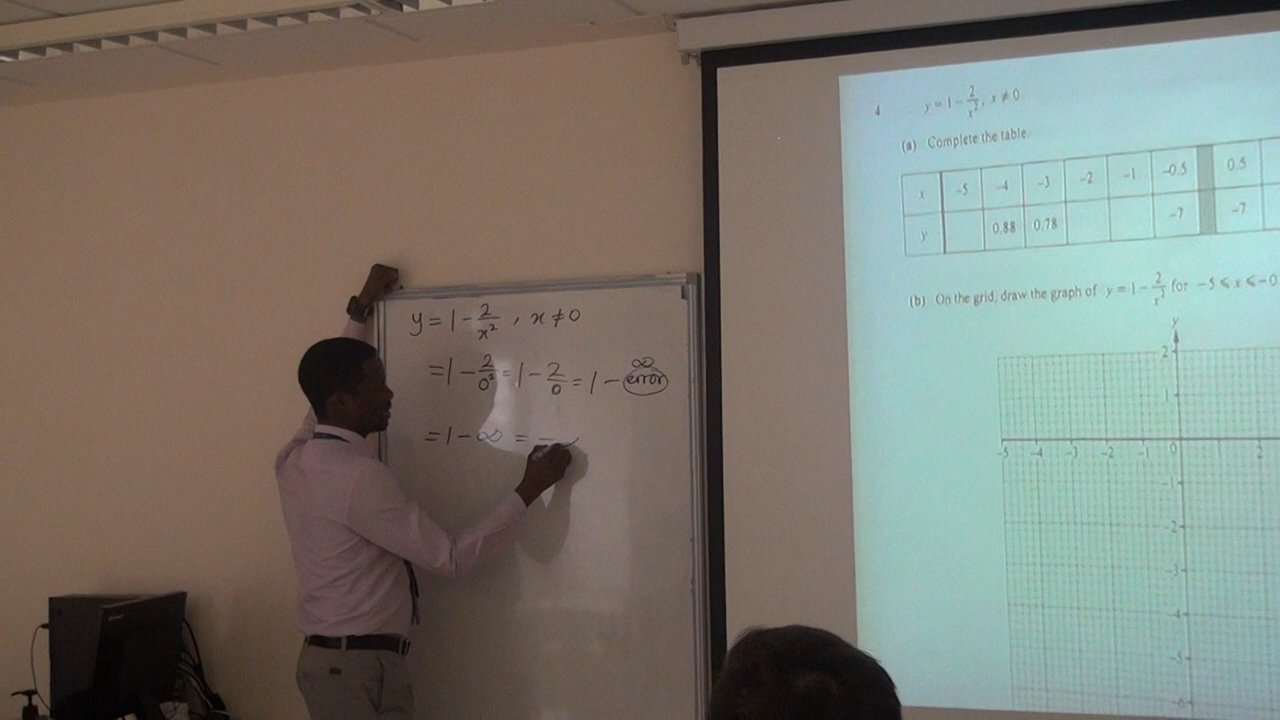 y = 1 - 2/x², x ≠ 0
= 1 - 2/0² = 1 - 2/0 = 1 - error
∞
= 1 - ∞ = -
4 y = 1 - 2/x², x ≠ 0
(a) Complete the table.
x -5 -4 -3 -2 -1 -0.5 0.5
y 0.88 0.78 -7 -7
(b) On the grid, draw the graph of y = 1 - 2/x² for -5 ⩽ x ⩽ -0
y
2
1
-5 -4 -3 -2 -1 0 2
-1
-2
-3
-4
-5
-6